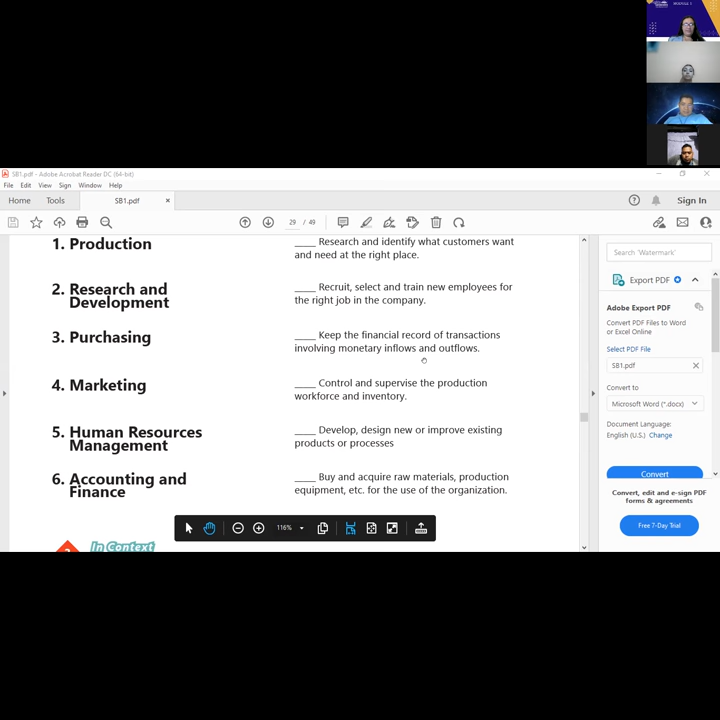 MODULE I
SB1.pdf - Adobe Acrobat Reader DC (64-bit)
File Edit View Sign Window Help
Home Tools SB1.pdf × Sign In
29 / 49
1. Production
____ Research and identify what customers want
and need at the right place.
2. Research and
Development
____ Recruit, select and train new employees for
the right job in the company.
3. Purchasing
____ Keep the financial record of transactions
involving monetary inflows and outflows.
4. Marketing
____ Control and supervise the production
workforce and inventory.
5. Human Resources
Management
____ Develop, design new or improve existing
products or processes
6. Accounting and
Finance
____ Buy and acquire raw materials, production
equipment, etc. for the use of the organization.
2
In Context
116%
Search 'Watermark'
Export PDF
Adobe Export PDF
Convert PDF Files to Word
or Excel Online
Select PDF File
SB1.pdf
Convert to
Microsoft Word (*.docx)
Document Language:
English (U.S.) Change
Convert
Convert, edit and e-sign PDF
forms & agreements
Free 7-Day Trial